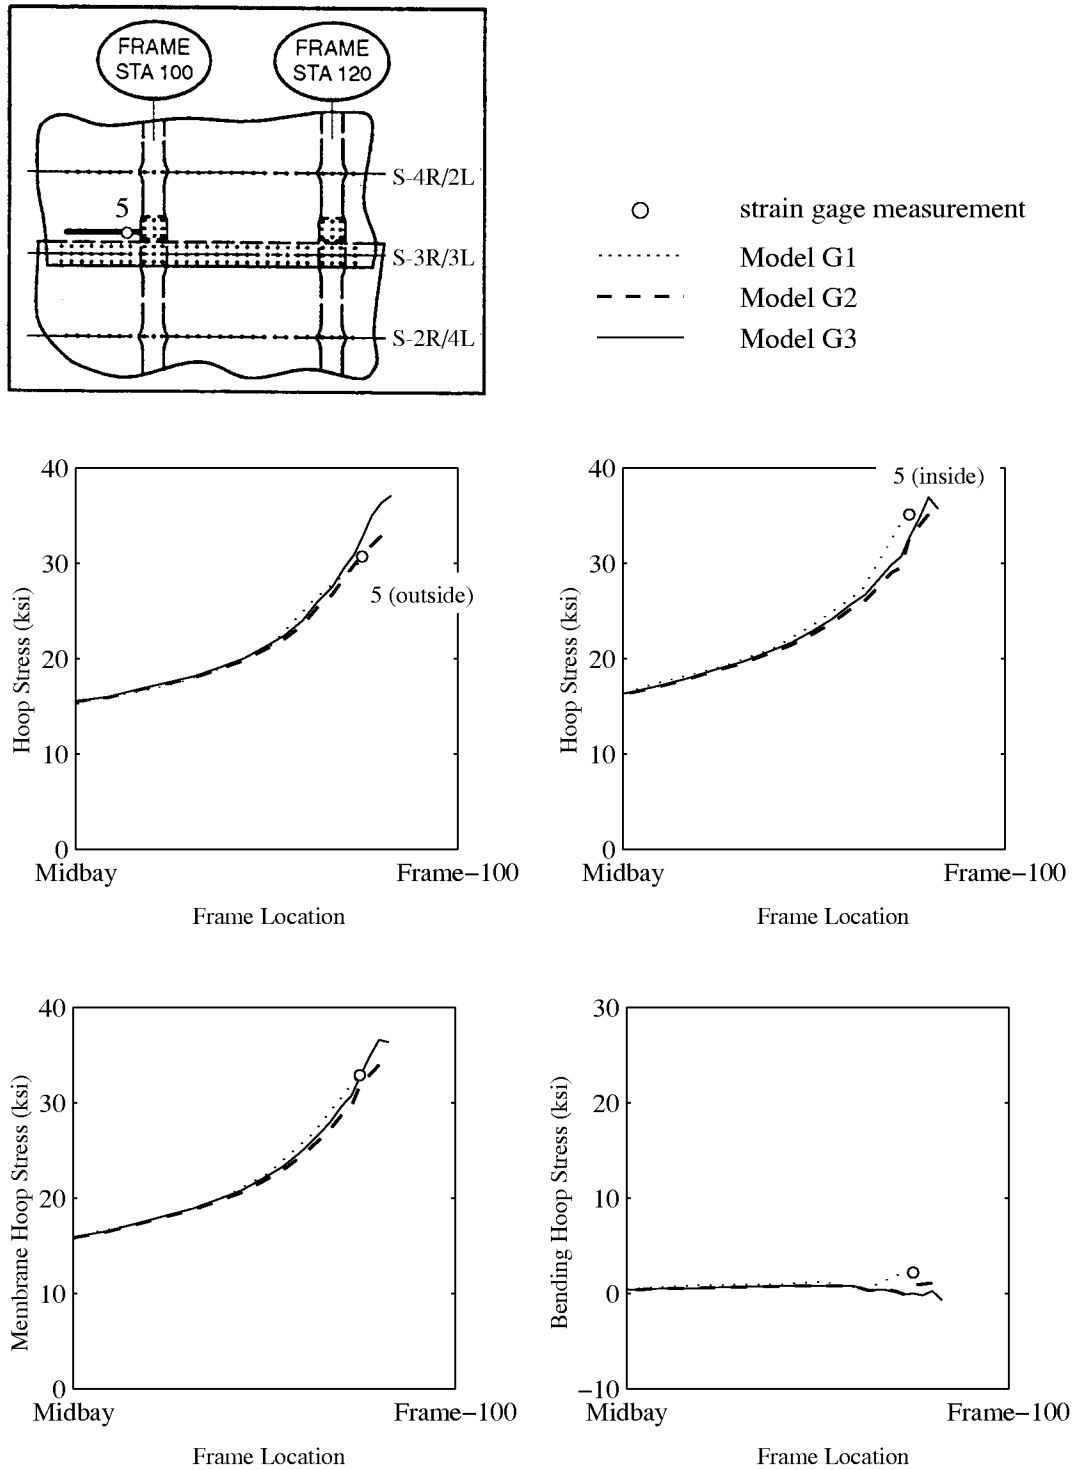 FRAME
STA 100
FRAME
STA 120
S-4R/2L
5
S-3R/3L
S-2R/4L
strain gage measurement
Model G1
Model G2
Model G3
40
30
20
10
0
Hoop Stress (ksi)
5 (outside)
Midbay
Frame−100
Frame Location
40
30
20
10
0
Hoop Stress (ksi)
5 (inside)
Midbay
Frame−100
Frame Location
40
30
20
10
0
Membrane Hoop Stress (ksi)
Midbay
Frame−100
Frame Location
30
20
10
0
−10
Bending Hoop Stress (ksi)
Midbay
Frame−100
Frame Location